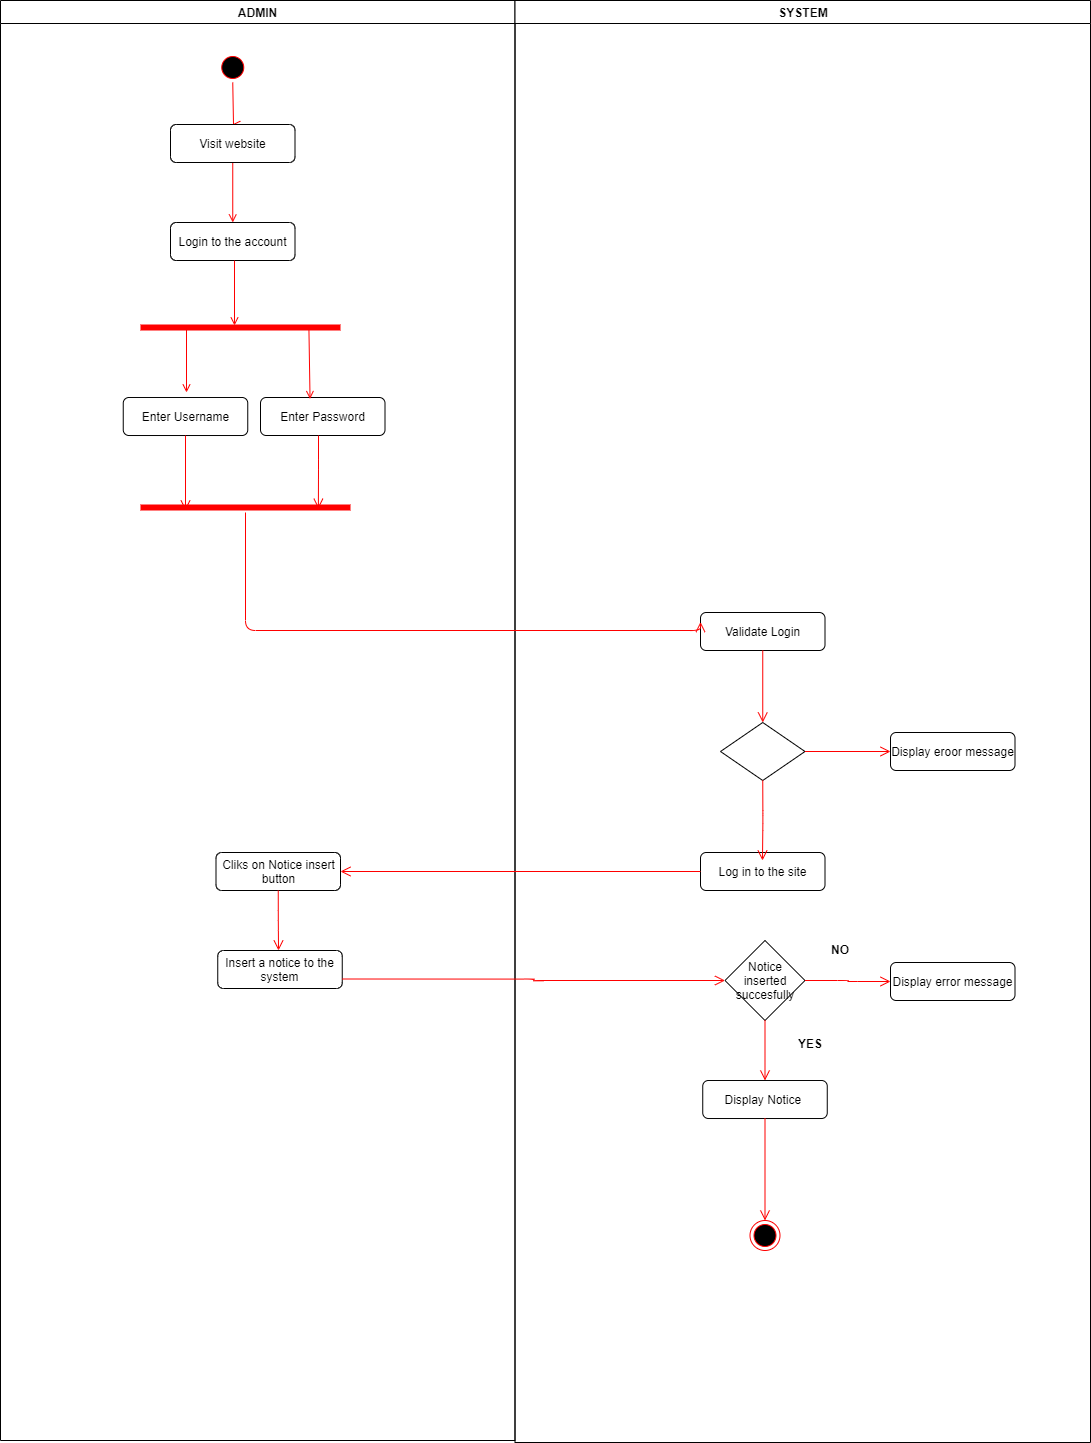 ADMIN
SYSTEM
Visit website
Login to the account
Enter Username
Enter Password
Validate Login
Display eroor message
Cliks on Notice insert
button
Log in to the site
Insert a notice to the
system
Notice
inserted
succesfully
NO
Display error message
YES
Display Notice